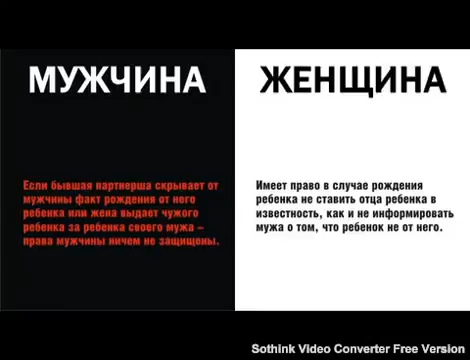 МУЖЧИНА
Если бывшая партнерша скрывает от
мужчины факт рождения от него
ребенка или жена выдает чужого
ребенка за ребенка своего мужа –
права мужчины ничем не защищены.
ЖЕНЩИНА
Имеет право в случае рождения
ребенка не ставить отца ребенка в
известность, как и не информировать
мужа о том, что ребенок не от него.
Sothink Video Converter Free Version